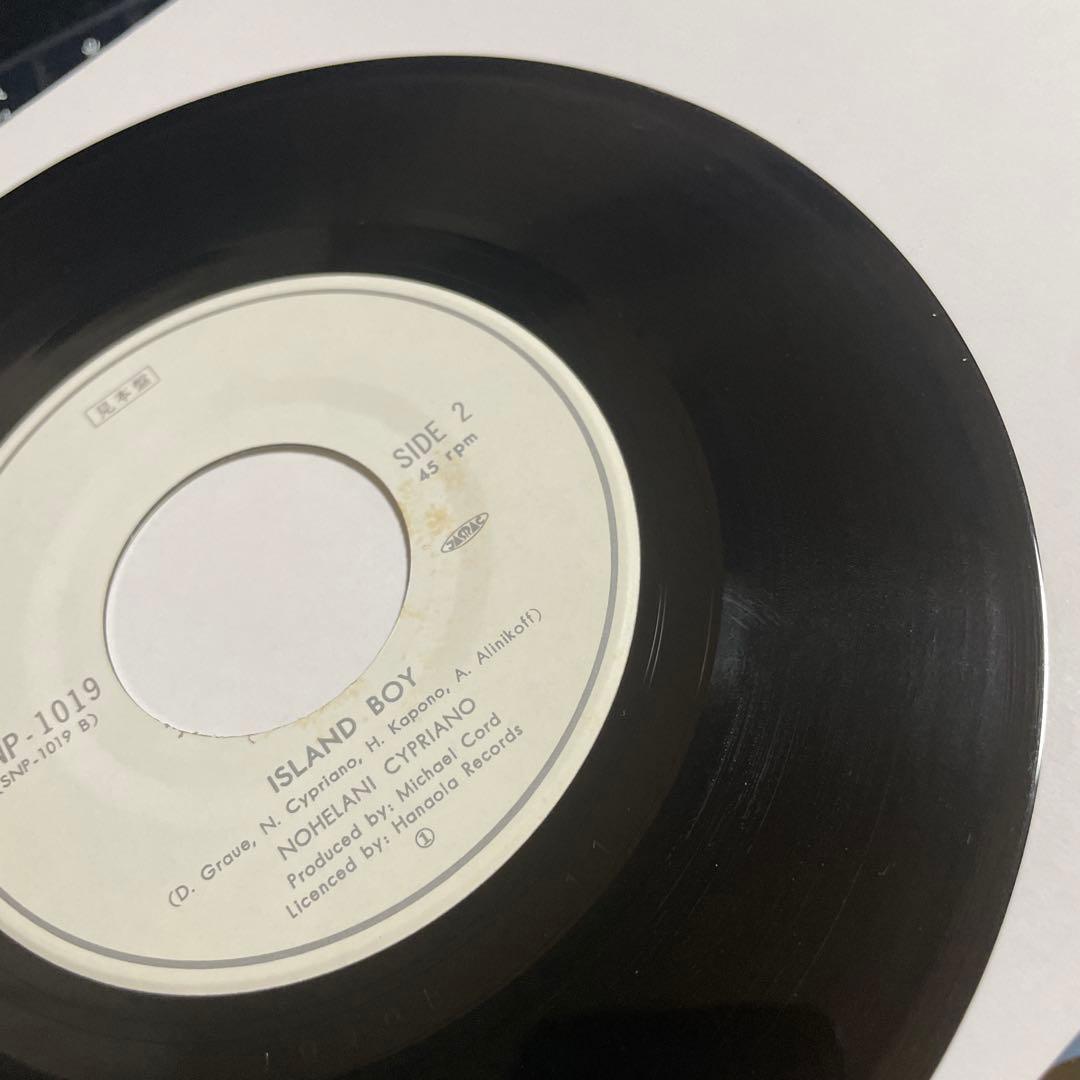 見本盤
SIDE 2
45 rpm
JASRAC
NP-1019
(SNP-1019 B)
ISLAND BOY
(D. Graue, N. Cypriano, H. Kapono, A. Alinikoff)
NOHELANI CYPRIANO
Produced by: Michael Cord
Licenced by: Hanaola Records
①